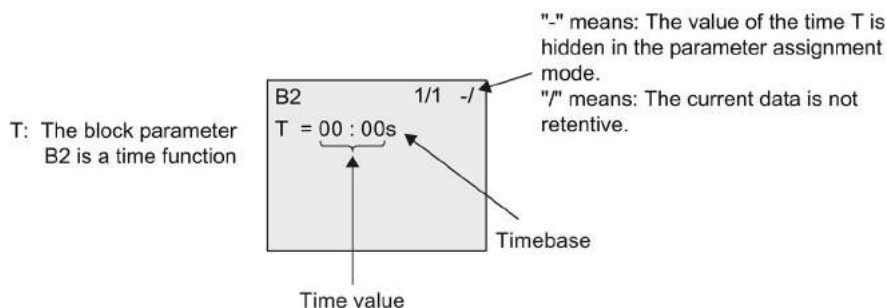 "-" means: The value of the time T is
hidden in the parameter assignment
mode.
"/" means: The current data is not
retentive.
B2 1/1 -/
T = 00 : 00s
T: The block parameter
B2 is a time function
Timebase
Time value